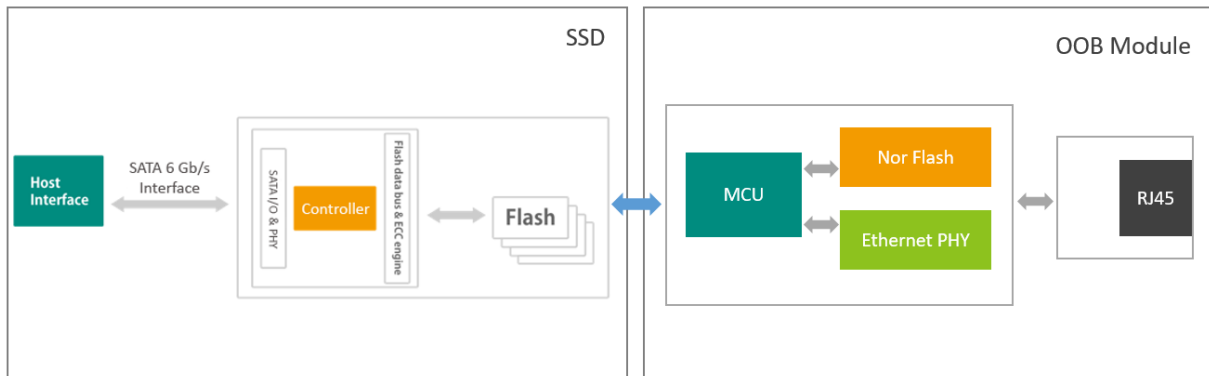 SSD
OOB Module
Host
Interface
SATA 6 Gb/s
Interface
SATA I/O & PHY
Controller
Flash data bus & ECC engine
Flash
MCU
Nor Flash
Ethernet PHY
RJ45